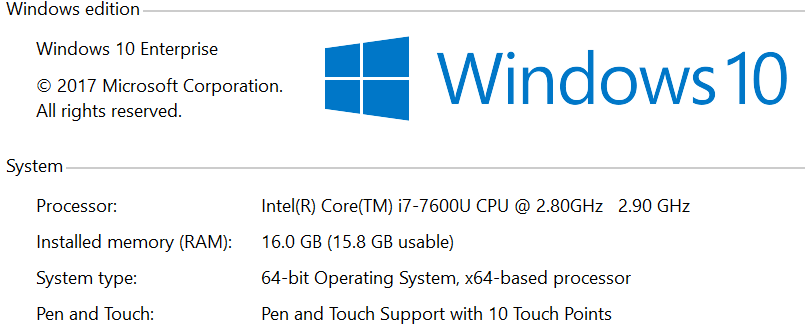 Windows edition
Windows 10 Enterprise
© 2017 Microsoft Corporation.
All rights reserved.
Windows 10
System
Processor: Intel(R) Core(TM) i7-7600U CPU @ 2.80GHz 2.90 GHz
Installed memory (RAM): 16.0 GB (15.8 GB usable)
System type: 64-bit Operating System, x64-based processor
Pen and Touch: Pen and Touch Support with 10 Touch Points